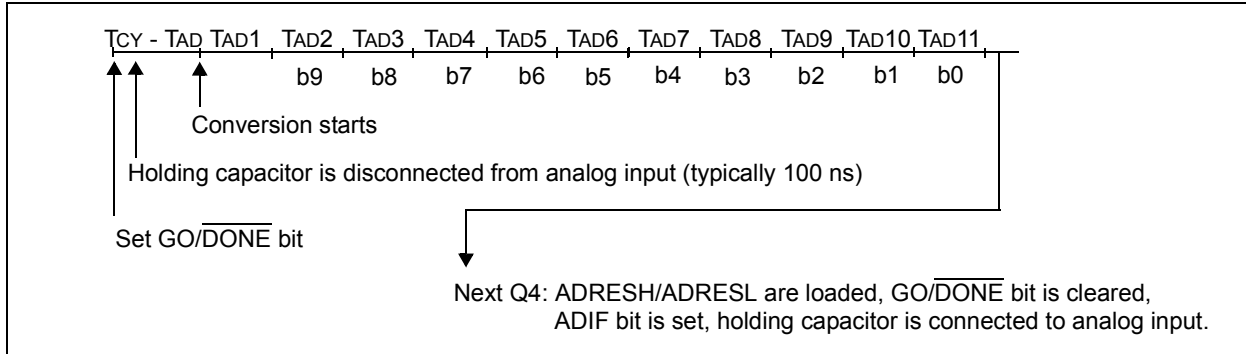 TCY - TAD TAD1 TAD2 TAD3 TAD4 TAD5 TAD6 TAD7 TAD8 TAD9 TAD10 TAD11
b9 b8 b7 b6 b5 b4 b3 b2 b1 b0
Conversion starts
Holding capacitor is disconnected from analog input (typically 100 ns)
Set GO/DONE bit
Next Q4: ADRESH/ADRESL are loaded, GO/DONE bit is cleared,
ADIF bit is set, holding capacitor is connected to analog input.